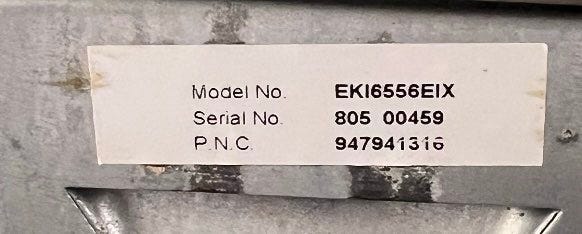 Model No. EKI6556EIX
Serial No. 805 00459
P.N.C. 947941316